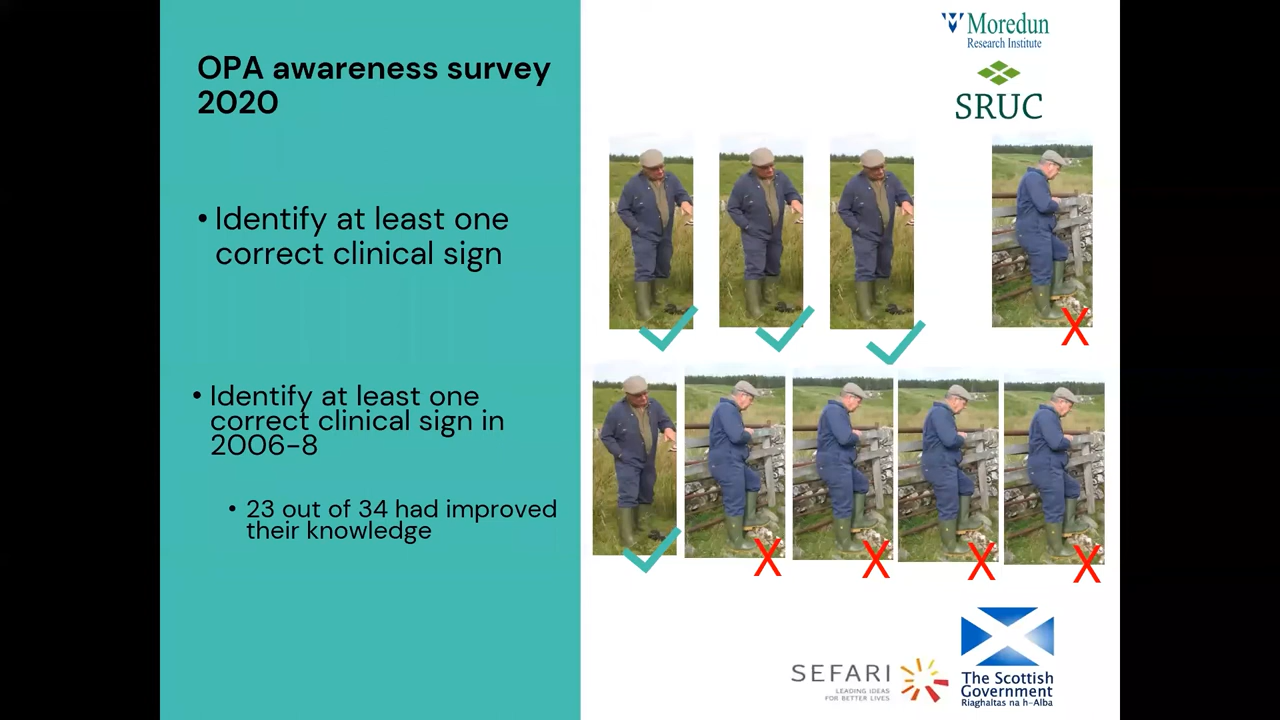 OPA awareness survey
2020
• Identify at least one
correct clinical sign
• Identify at least one
correct clinical sign in
2006-8
• 23 out of 34 had improved
their knowledge
Moredun
Research Institute
SRUC
X
X
X
X
X
SEFARI
LEADING IDEAS
FOR BETTER LIVES
The Scottish
Government
Riaghaltas na h-Alba